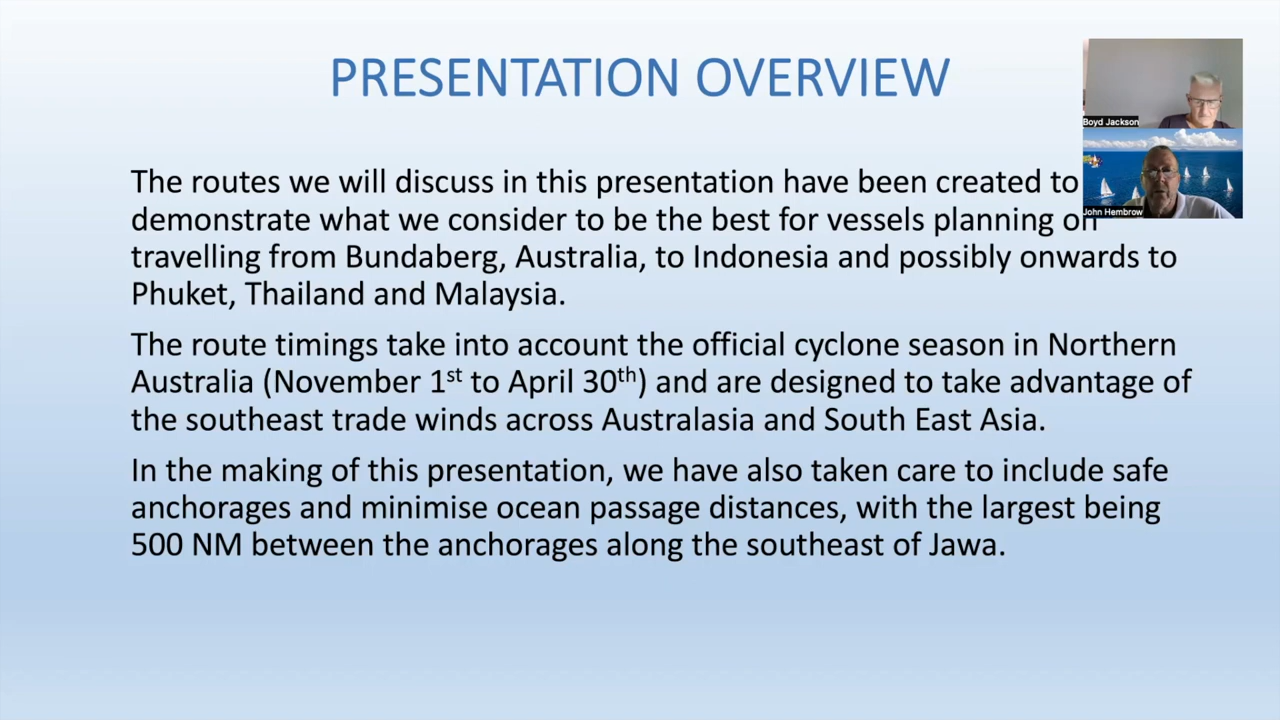 PRESENTATION OVERVIEW
Boyd Jackson
John Hembrow
The routes we will discuss in this presentation have been created to
demonstrate what we consider to be the best for vessels planning on
travelling from Bundaberg, Australia, to Indonesia and possibly onwards to
Phuket, Thailand and Malaysia.
The route timings take into account the official cyclone season in Northern
Australia (November 1st to April 30th) and are designed to take advantage of
the southeast trade winds across Australasia and South East Asia.
In the making of this presentation, we have also taken care to include safe
anchorages and minimise ocean passage distances, with the largest being
500 NM between the anchorages along the southeast of Jawa.